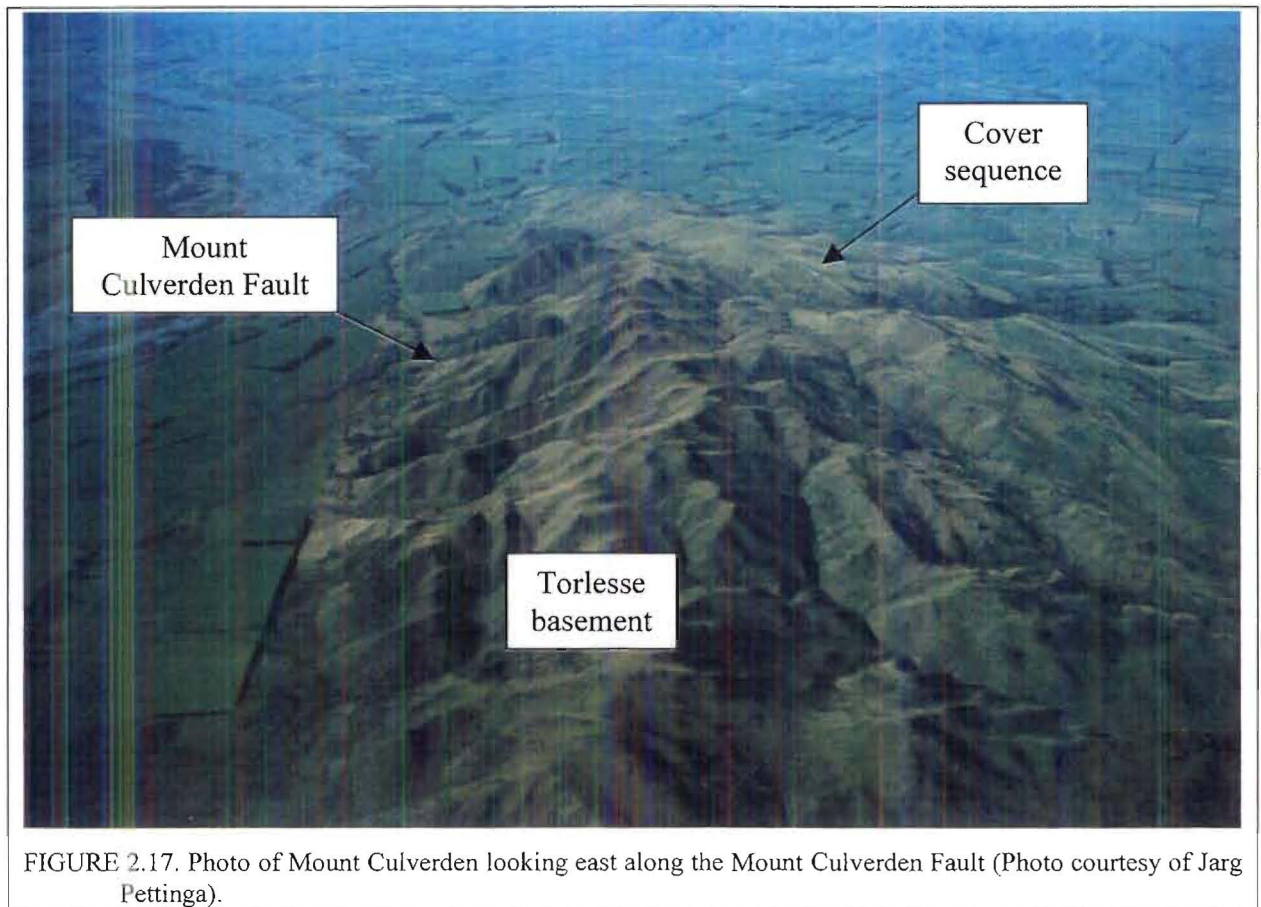 Cover
sequence
Mount
Culverden Fault
Torlesse
basement
FIGURE 2.17. Photo of Mount Culverden looking east along the Mount Culverden Fault (Photo courtesy of Jarg
Pettinga).